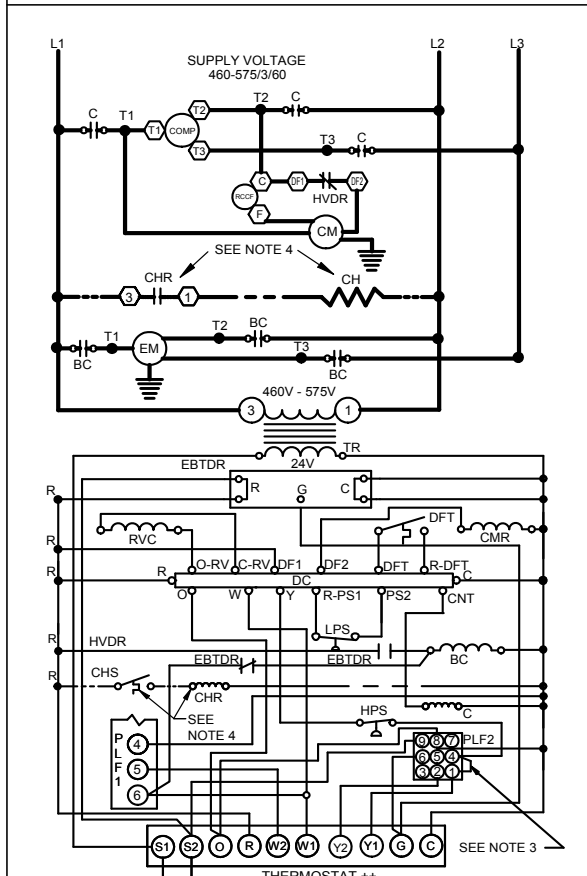 L1 L2 L3
SUPPLY VOLTAGE
460-575/3/60
C T1 T1 COMP T2 T2 C
T3 T3 C
C DF1 HVDR DF2
RCCF
F CM
SEE NOTE 4
CHR CH
3 1
T1 EM T2 BC
BC T3 BC
460V - 575V
3 1
TR
24V
EBTDR
R G C
R
DFT
RVC CMR
O-RV C-RV DF1 DF2 DFT R-DFT
R DC C
O W Y R-PS1 PS2 CNT
LPS
R HVDR
EBTDR EBTDR BC
R CHS CHR
SEE
NOTE 4
HPS C
P
L
F
1
4
5
6
9 8 7 PLF2
6 5 4
3 2 1
S1 S2 O R W2 W1 Y2 Y1 G C
SEE NOTE 3
THERMOSTAT ++